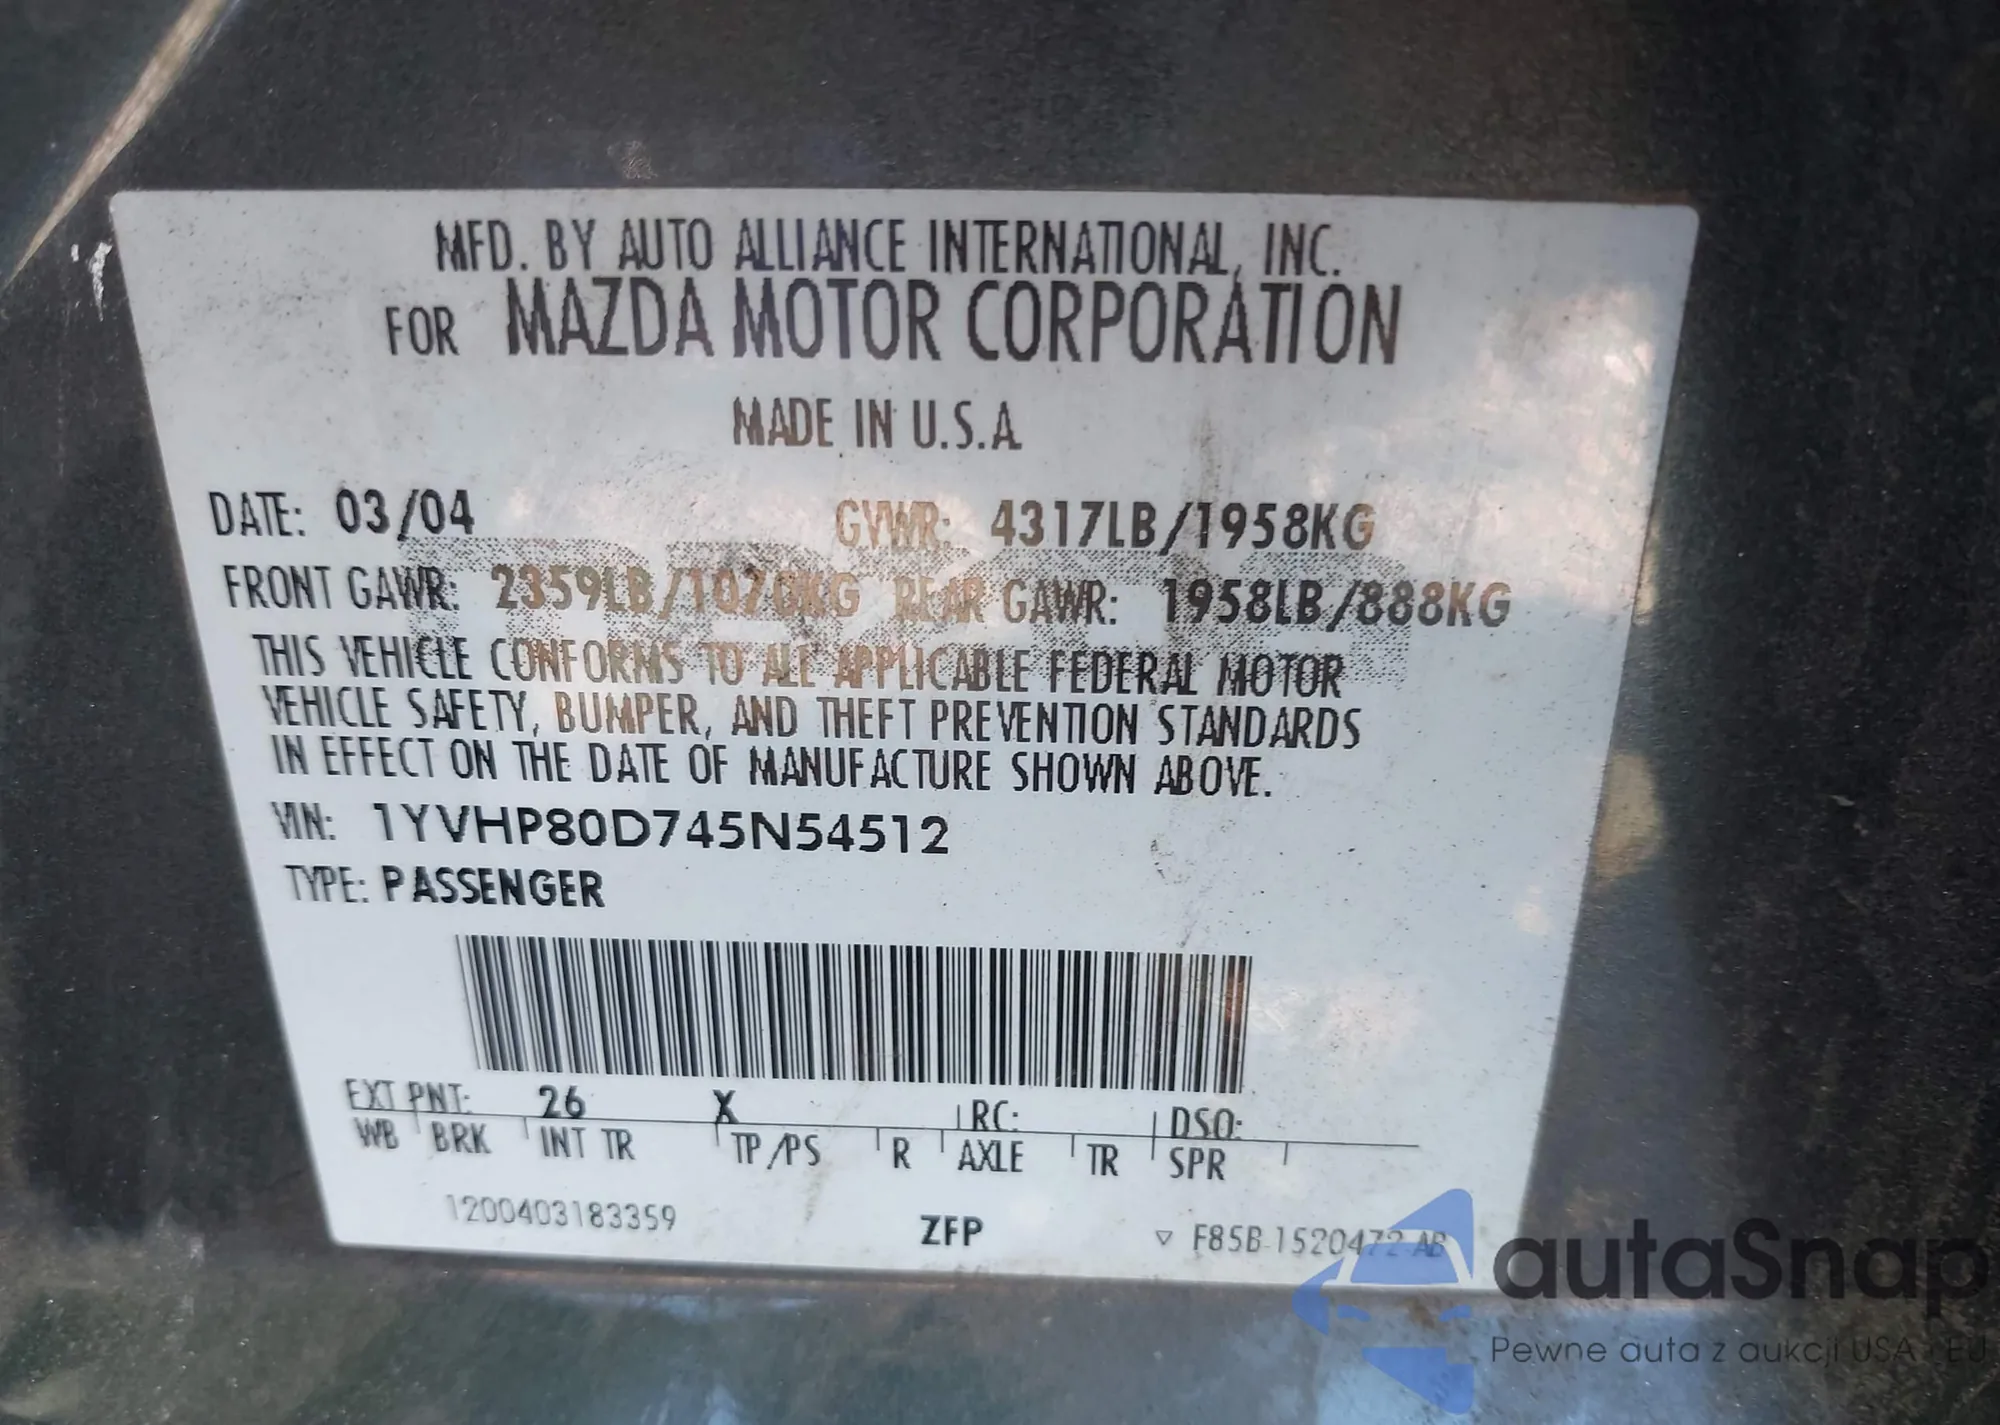 MFD. BY AUTO ALLIANCE INTERNATIONAL, INC.
FOR MAZDA MOTOR CORPORATION
MADE IN U.S.A.
DATE: 03/04 GVWR: 4317LB/1958KG
FRONT GAWR: 2359LB/1070KG REAR GAWR: 1958LB/888KG
THIS VEHICLE CONFORMS TO ALL APPLICABLE FEDERAL MOTOR
VEHICLE SAFETY, BUMPER, AND THEFT PREVENTION STANDARDS
IN EFFECT ON THE DATE OF MANUFACTURE SHOWN ABOVE.
VIN: 1YVHP80D745N54512
TYPE: PASSENGER
EXT PNT: 26 X RC: DSO:
WB BRK INT TR TP/PS R AXLE TR SPR
1200403183359 ZFP F85B-1520472-AB
autaSnap
Pewne auta z aukcji USA i EU